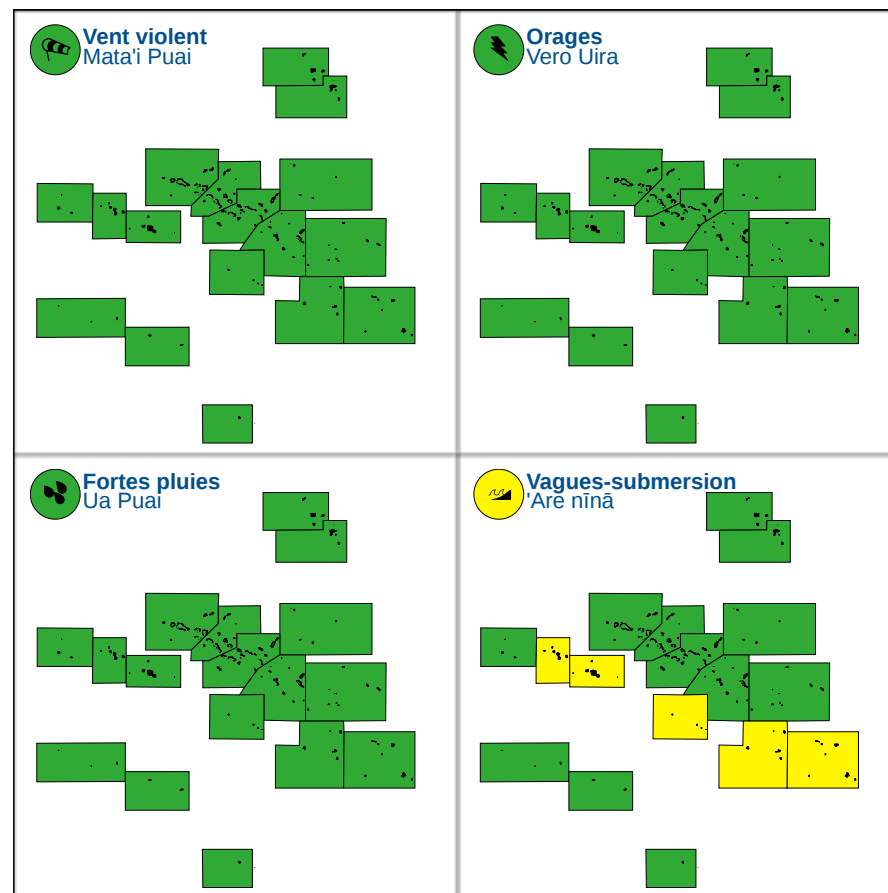 Vent violent
Mata'i Puai
Orages
Vero Uira
Fortes pluies
Ua Puai
Vagues-submersion
'Are nīnā